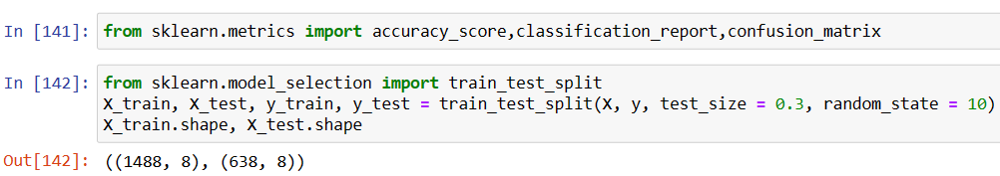 In [141]: from sklearn.metrics import accuracy_score,classification_report,confusion_matrix
In [142]: from sklearn.model_selection import train_test_split
X_train, X_test, y_train, y_test = train_test_split(X, y, test_size = 0.3, random_state = 10)
X_train.shape, X_test.shape
Out[142]: ((1488, 8), (638, 8))